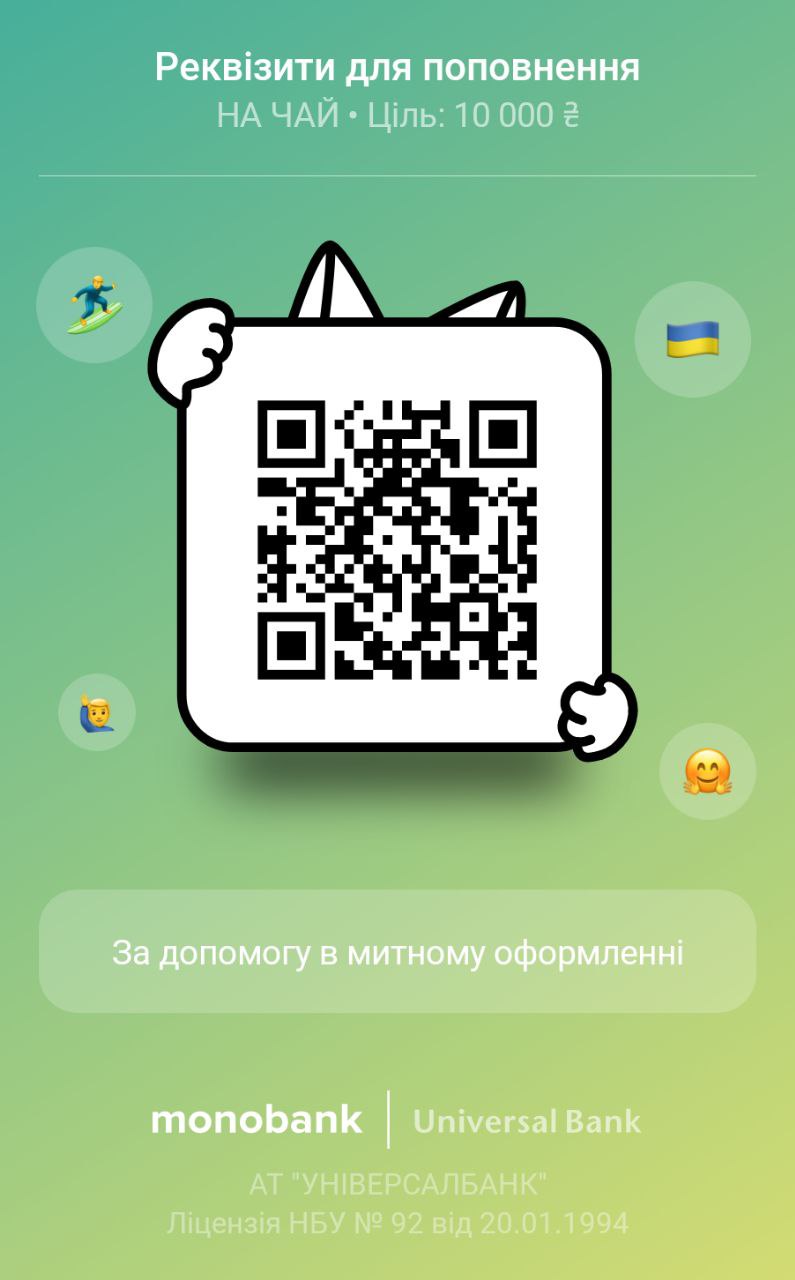 Реквізити для поповнення
НА ЧАЙ • Ціль: 10 000 ₴
За допомогу в митному оформленні
monobank | Universal Bank
АТ "УНІВЕРСАЛБАНК"
Ліцензія НБУ № 92 від 20.01.1994